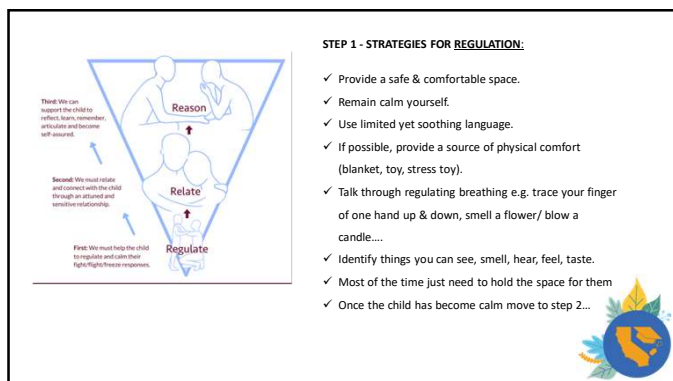 STEP 1 - STRATEGIES FOR REGULATION:
✓ Provide a safe & comfortable space.
✓ Remain calm yourself.
✓ Use limited yet soothing language.
✓ If possible, provide a source of physical comfort
(blanket, toy, stress toy).
✓ Talk through regulating breathing e.g. trace your finger
of one hand up & down, smell a flower/ blow a
candle….
✓ Identify things you can see, smell, hear, feel, taste.
✓ Most of the time just need to hold the space for them
✓ Once the child has become calm move to step 2…
Third: We can
support the child to
reflect, learn, remember,
articulate and become
self-assured.
Reason
Second: We must relate
and connect with the child
through an attuned and
sensitive relationship.
Relate
First: We must help the child
to regulate and calm their
fight/flight/freeze responses.
Regulate